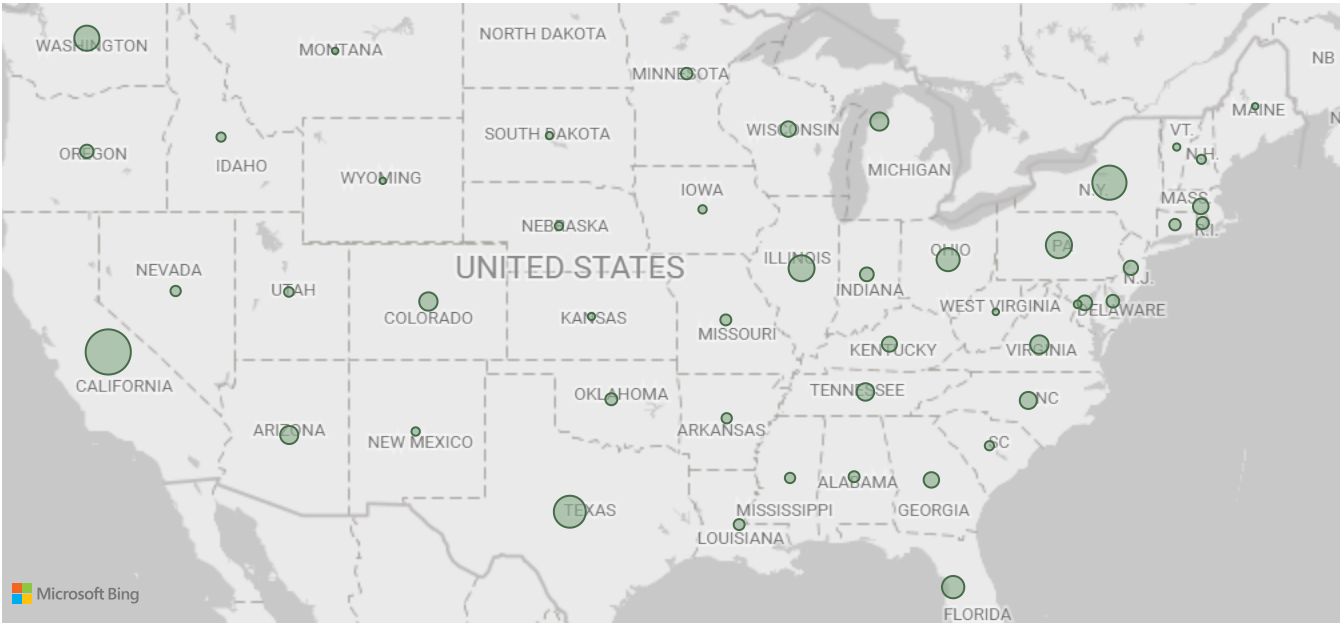 NORTH DAKOTA
WASHINGTON
MONTANA
NB
MINNESOTA
MAINE
WISCONSIN
VT.
SOUTH DAKOTA
OREGON
N.H.
IDAHO
MICHIGAN
WYOMING
IOWA
N.Y.
MASS.
NEBRASKA
R.I.
PA
OHIO
ILLINOIS
UNITED STATES
NEVADA
N.J.
UTAH
INDIANA
WEST VIRGINIA
DELAWARE
COLORADO
KANSAS
MISSOURI
KENTUCKY
VIRGINIA
CALIFORNIA
TENNESSEE
OKLAHOMA
NC
ARIZONA
ARKANSAS
NEW MEXICO
SC
ALABAMA
TEXAS
MISSISSIPPI
GEORGIA
LOUISIANA
Microsoft Bing
FLORIDA